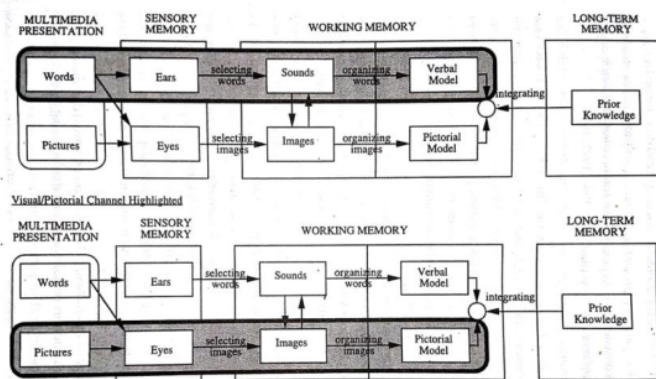 MULTIMEDIA PRESENTATION
SENSORY MEMORY
WORKING MEMORY
LONG-TERM MEMORY
Words
Ears
selecting words
Sounds
organizing words
Verbal Model
integrating
Prior Knowledge
Pictures
Eyes
selecting images
Images
organizing images
Pictorial Model
Visual/Pictorial Channel Highlighted
MULTIMEDIA PRESENTATION
SENSORY MEMORY
WORKING MEMORY
LONG-TERM MEMORY
Words
Ears
selecting words
Sounds
organizing words
Verbal Model
integrating
Prior Knowledge
Pictures
Eyes
selecting images
Images
organizing images
Pictorial Model